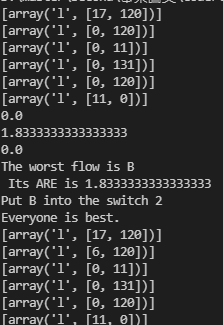 [array('l', [17, 120])]
[array('l', [0, 120])]
[array('l', [0, 11])]
[array('l', [0, 131])]
[array('l', [0, 120])]
[array('l', [11, 0])]
0.0
1.8333333333333333
0.0
The worst flow is B
 Its ARE is 1.8333333333333333
Put B into the switch 2
Everyone is best.
[array('l', [17, 120])]
[array('l', [6, 120])]
[array('l', [0, 11])]
[array('l', [0, 131])]
[array('l', [0, 120])]
[array('l', [11, 0])]